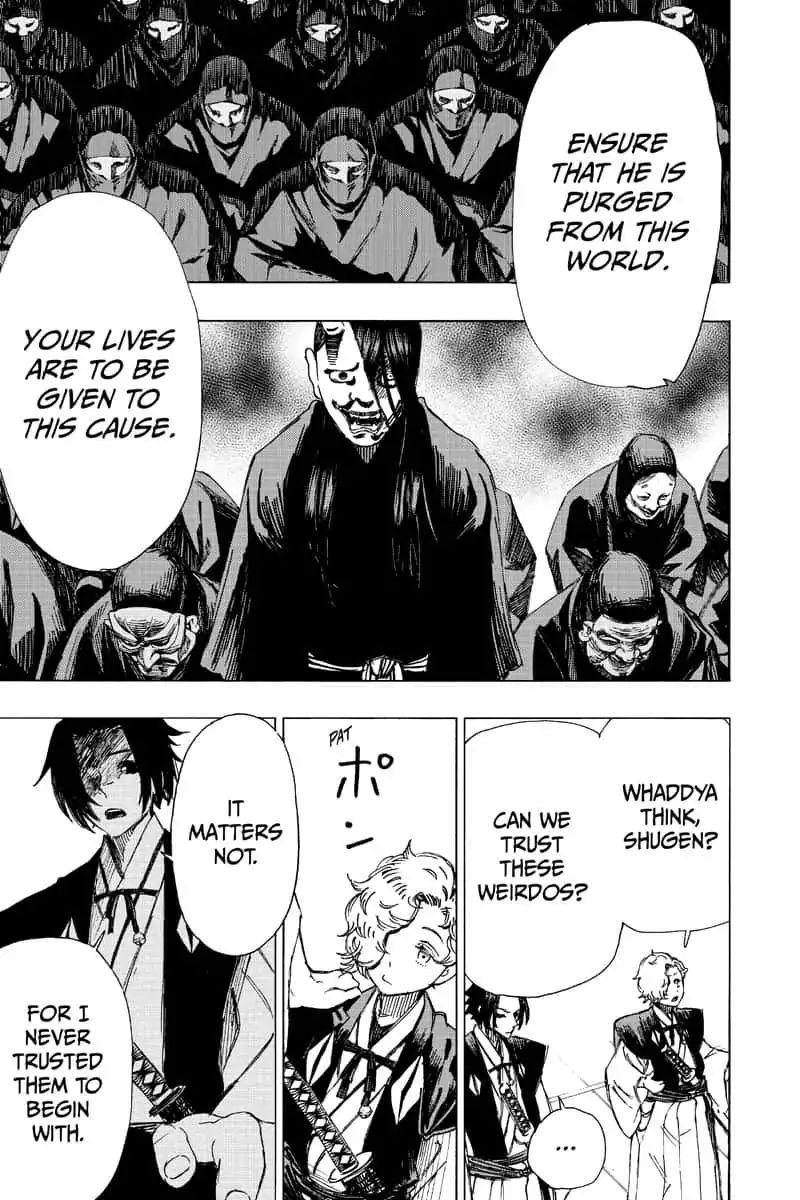 ENSURE
THAT HE IS
PURGED
FROM THIS
WORLD.
YOUR LIVES
ARE TO BE
GIVEN TO
THIS CAUSE.
WHADDYA
THINK,
SHUGEN?
CAN WE
TRUST
THESE
WEIRDOS?
...
PAT
ポン
IT
MATTERS
NOT.
FOR I
NEVER
TRUSTED
THEM TO
BEGIN
WITH.